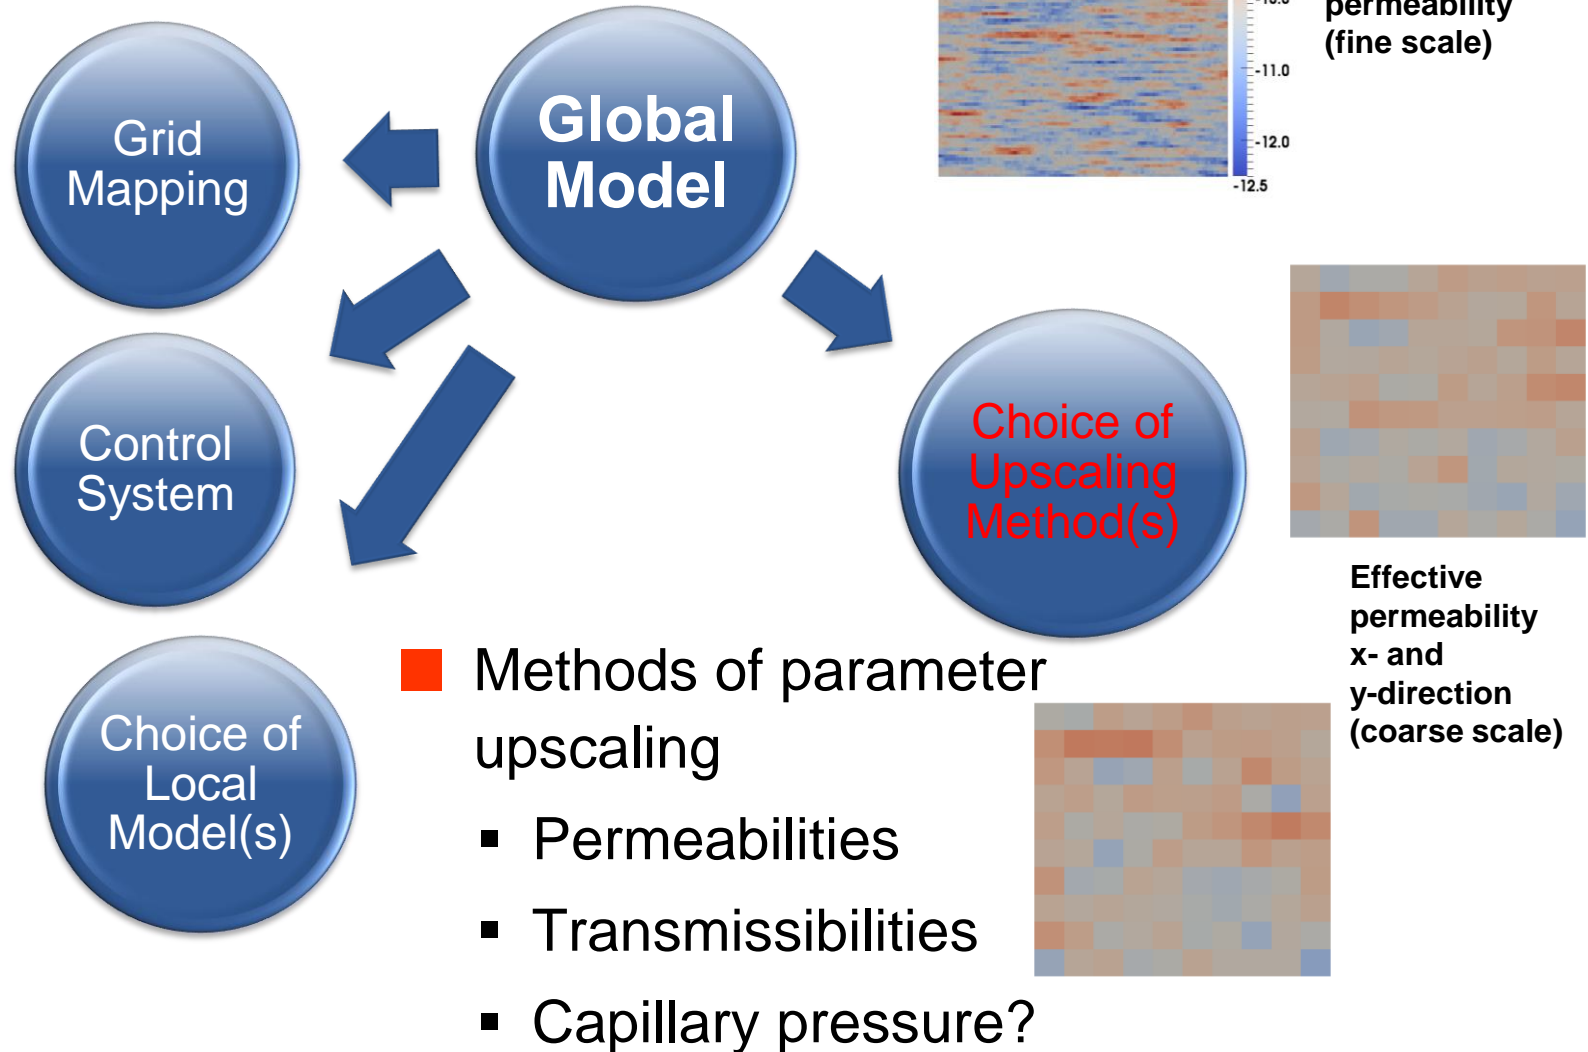 Grid
Mapping
Global
Model
permeability
(fine scale)
-11.0
-12.0
-12.5
Control
System
Choice of
Upscaling
Method(s)
Effective
permeability
x- and
y-direction
(coarse scale)
Choice of
Local
Model(s)
Methods of parameter
upscaling
Permeabilities
Transmissibilities
Capillary pressure?